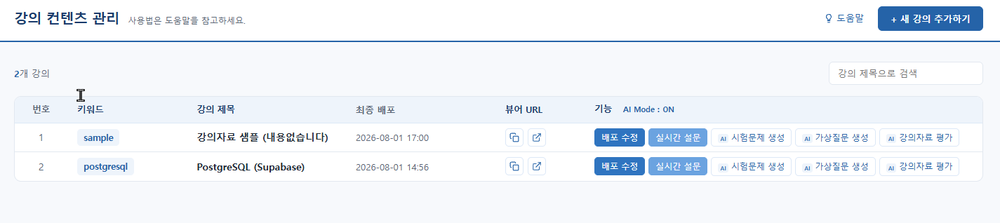 강의 컨텐츠 관리 사용법은 도움말을 참고하세요. 도움말 + 새 강의 추가하기
2개 강의 강의 제목으로 검색
번호 키워드 강의 제목 최종 배포 뷰어 URL 기능 AI Mode : ON
1 sample 강의자료 샘플 (내용없습니다) 2026-08-01 17:00 배포 수정 실시간 설문 AI 시험문제 생성 AI 가상질문 생성 AI 강의자료 평가
2 postgresql PostgreSQL (Supabase) 2026-08-01 14:56 배포 수정 실시간 설문 AI 시험문제 생성 AI 가상질문 생성 AI 강의자료 평가